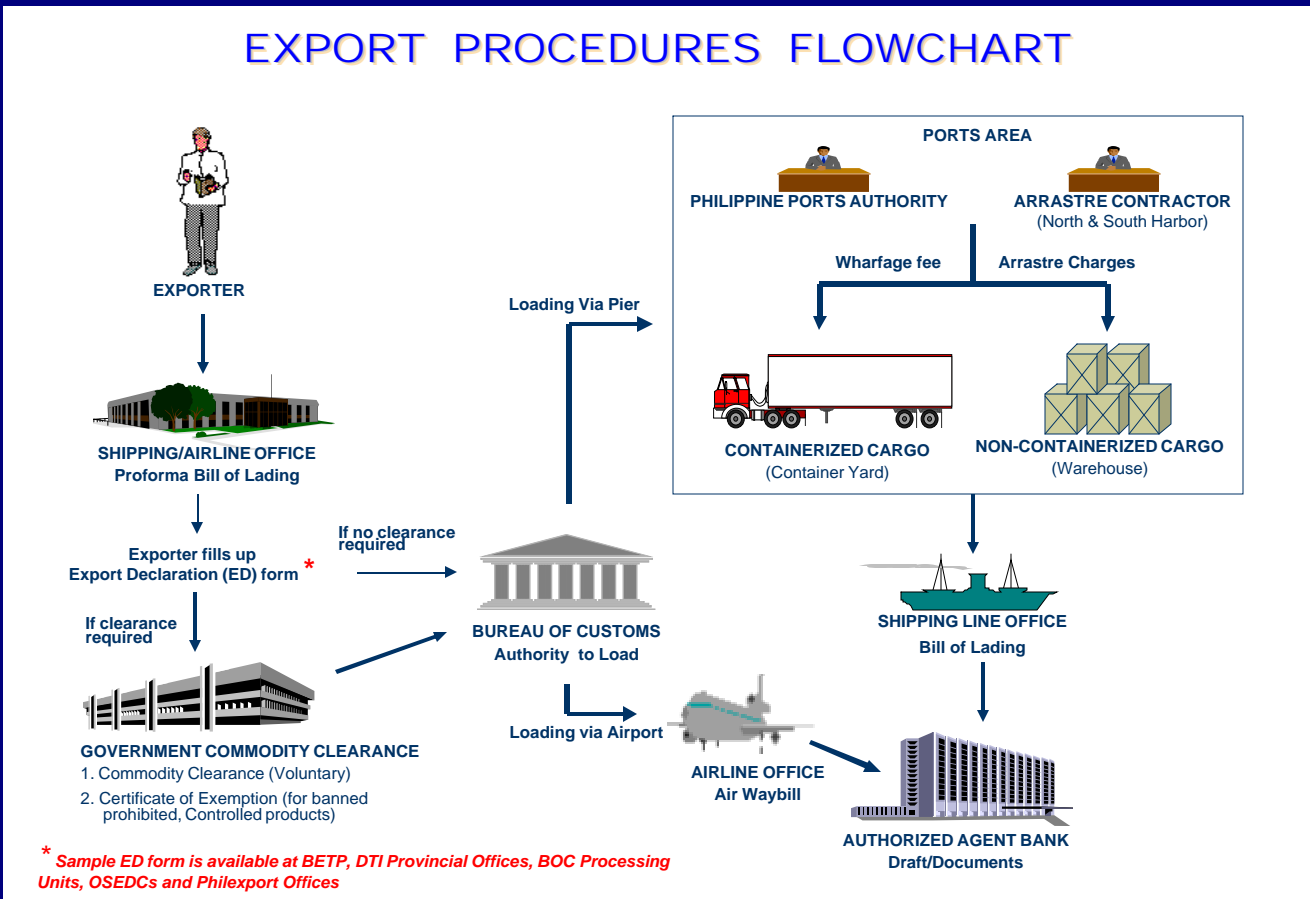 EXPORT PROCEDURES FLOWCHART
EXPORTER
SHIPPING/AIRLINE OFFICE
Proforma Bill of Lading
Exporter fills up
Export Declaration (ED) form *
If no clearance
required
If clearance
required
GOVERNMENT COMMODITY CLEARANCE
1. Commodity Clearance (Voluntary)
2. Certificate of Exemption (for banned
prohibited, Controlled products)
BUREAU OF CUSTOMS
Authority to Load
Loading Via Pier
PORTS AREA
PHILIPPINE PORTS AUTHORITY
ARRASTRE CONTRACTOR
(North & South Harbor)
Wharfage fee
Arrastre Charges
CONTAINERIZED CARGO
(Container Yard)
NON-CONTAINERIZED CARGO
(Warehouse)
SHIPPING LINE OFFICE
Bill of Lading
Loading via Airport
AIRLINE OFFICE
Air Waybill
AUTHORIZED AGENT BANK
Draft/Documents
* Sample ED form is available at BETP, DTI Provincial Offices, BOC Processing
Units, OSEDCs and Philexport Offices